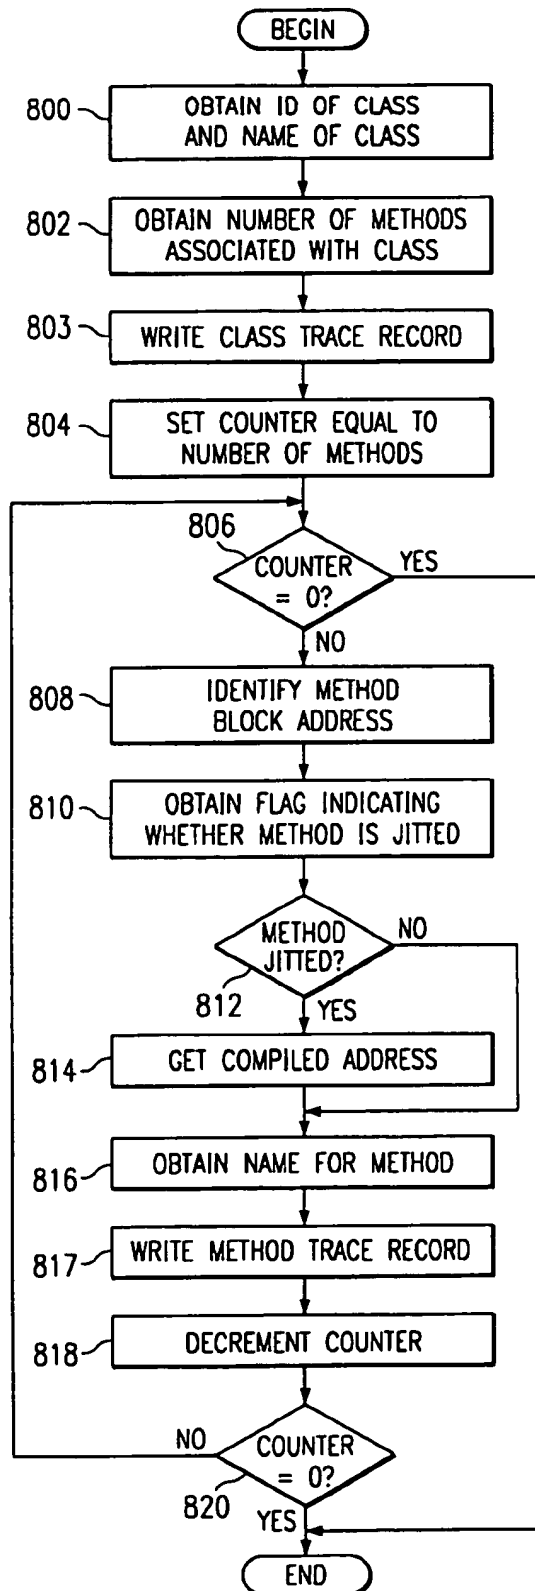 BEGIN
800
OBTAIN ID OF CLASS
AND NAME OF CLASS
802
OBTAIN NUMBER OF METHODS
ASSOCIATED WITH CLASS
803
WRITE CLASS TRACE RECORD
804
SET COUNTER EQUAL TO
NUMBER OF METHODS
806
COUNTER
= 0?
YES
NO
808
IDENTIFY METHOD
BLOCK ADDRESS
810
OBTAIN FLAG INDICATING
WHETHER METHOD IS JITTED
METHOD
JITTED?
NO
812
YES
814
GET COMPILED ADDRESS
816
OBTAIN NAME FOR METHOD
817
WRITE METHOD TRACE RECORD
818
DECREMENT COUNTER
NO
COUNTER
= 0?
820
YES
END